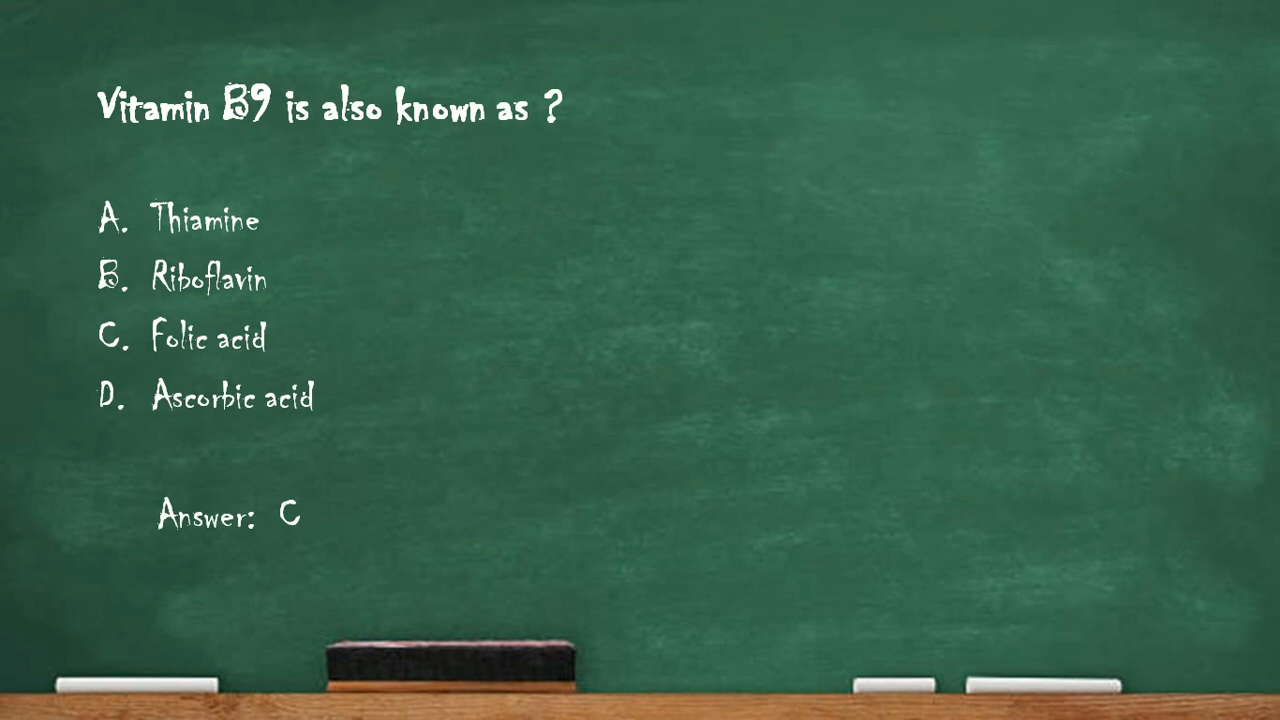 Vitamin B9 is also known as ?
A. Thiamine
B. Riboflavin
C. Folic acid
D. Ascorbic acid
Answer: C